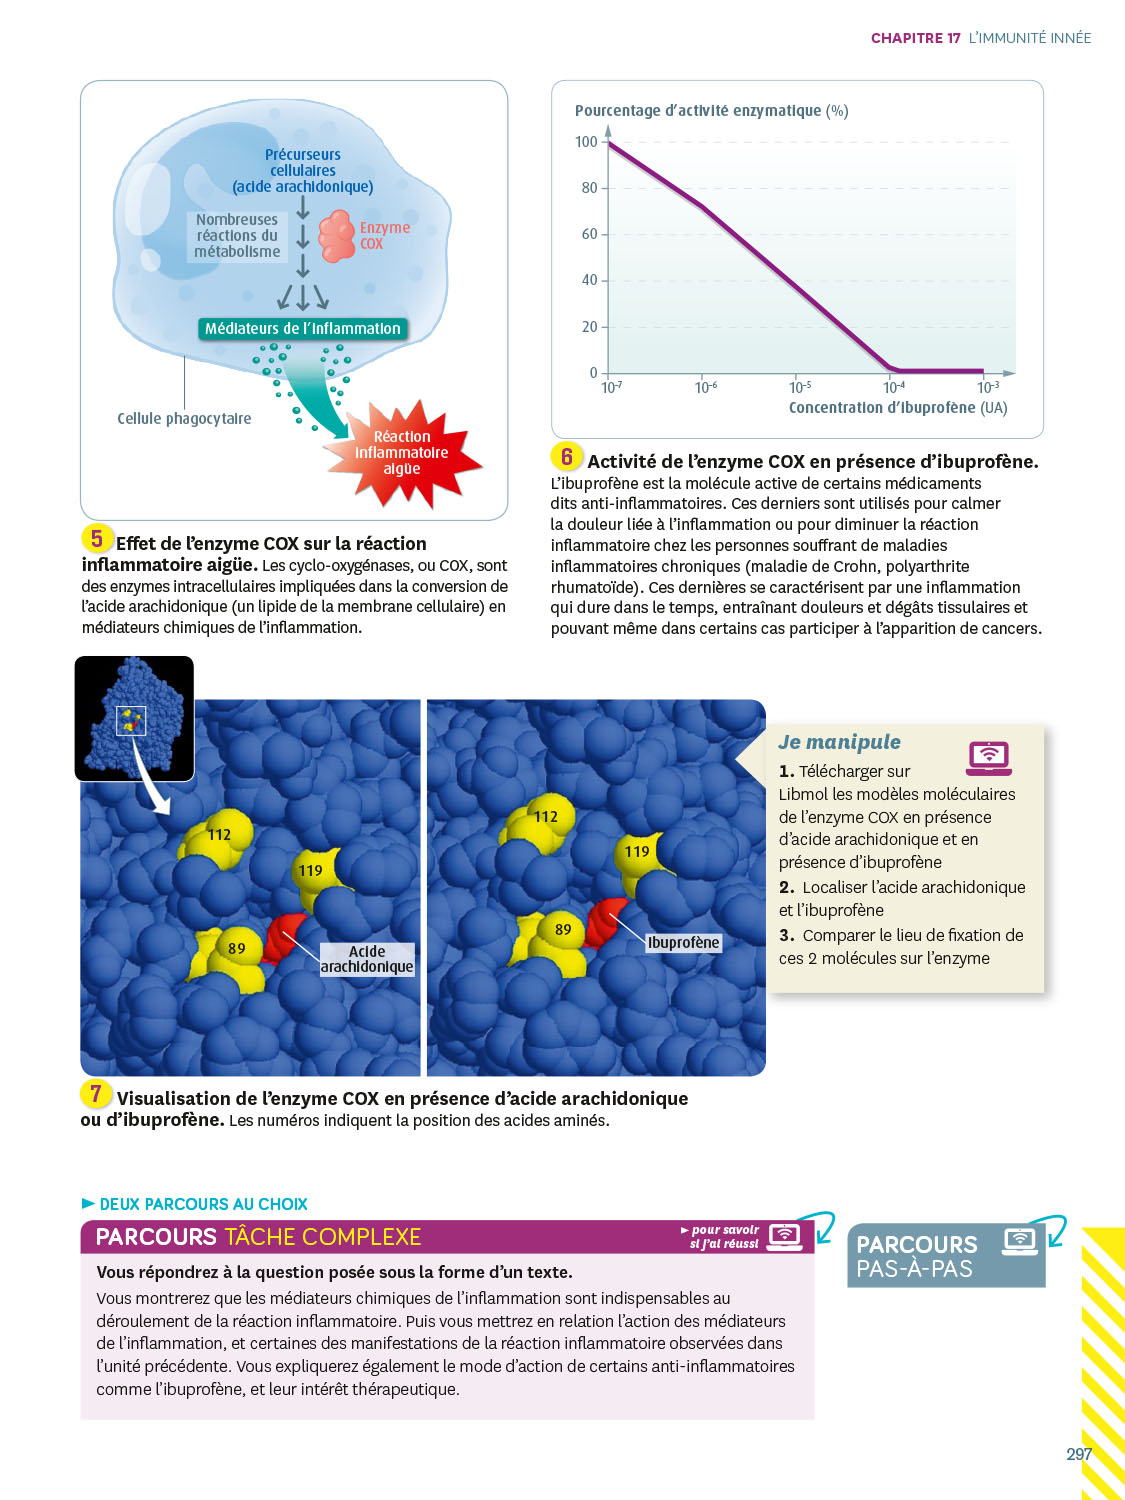 CHAPITRE 17 L'IMMUNITÉ INNÉE
Précurseurs
cellulaires
(acide arachidonique)
Nombreuses
réactions du
métabolisme
Enzyme
COX
Médiateurs de l'inflammation
Cellule phagocytaire
Réaction
inflammatoire
aigüe
5 Effet de l'enzyme COX sur la réaction
inflammatoire aigüe. Les cyclo-oxygénases, ou COX, sont
des enzymes intracellulaires impliquées dans la conversion de
l'acide arachidonique (un lipide de la membrane cellulaire) en
médiateurs chimiques de l'inflammation.
Pourcentage d'activité enzymatique (%)
100
80
60
40
20
0
10⁻⁷ 10⁻⁶ 10⁻⁵ 10⁻⁴ 10⁻³
Concentration d'ibuprofène (UA)
6 Activité de l'enzyme COX en présence d'ibuprofène.
L'ibuprofène est la molécule active de certains médicaments
dits anti-inflammatoires. Ces derniers sont utilisés pour calmer
la douleur liée à l'inflammation ou pour diminuer la réaction
inflammatoire chez les personnes souffrant de maladies
inflammatoires chroniques (maladie de Crohn, polyarthrite
rhumatoïde). Ces dernières se caractérisent par une inflammation
qui dure dans le temps, entraînant douleurs et dégâts tissulaires et
pouvant même dans certains cas participer à l'apparition de cancers.
112
119
89
Acide
arachidonique
112
119
89
Ibuprofène
Je manipule
1. Télécharger sur
Libmol les modèles moléculaires
de l'enzyme COX en présence
d'acide arachidonique et en
présence d'ibuprofène
2. Localiser l'acide arachidonique
et l'ibuprofène
3. Comparer le lieu de fixation de
ces 2 molécules sur l'enzyme
7 Visualisation de l'enzyme COX en présence d'acide arachidonique
ou d'ibuprofène. Les numéros indiquent la position des acides aminés.
► DEUX PARCOURS AU CHOIX
PARCOURS TÂCHE COMPLEXE
► pour savoir
si j'ai réussi
Vous répondrez à la question posée sous la forme d'un texte.
Vous montrerez que les médiateurs chimiques de l'inflammation sont indispensables au
déroulement de la réaction inflammatoire. Puis vous mettrez en relation l'action des médiateurs
de l'inflammation, et certaines des manifestations de la réaction inflammatoire observées dans
l'unité précédente. Vous expliquerez également le mode d'action de certains anti-inflammatoires
comme l'ibuprofène, et leur intérêt thérapeutique.
PARCOURS
PAS-À-PAS
297